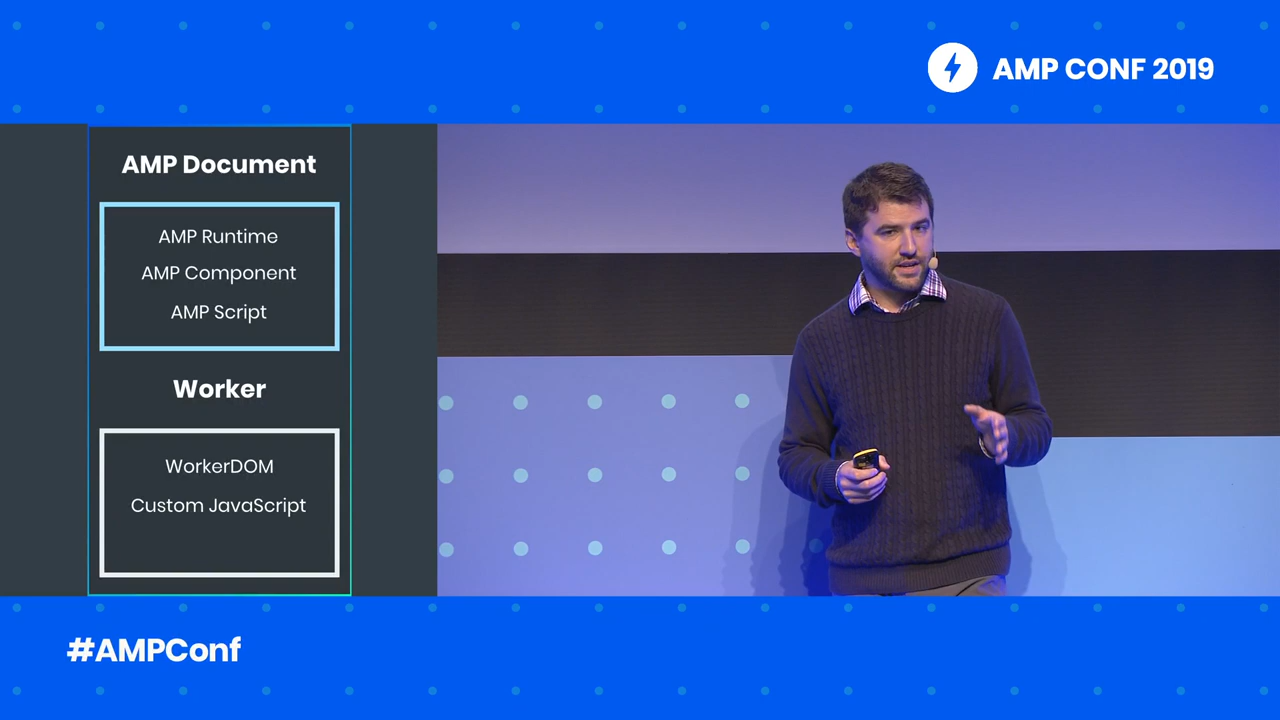 AMP CONF 2019
AMP Document
AMP Runtime
AMP Component
AMP Script
Worker
WorkerDOM
Custom JavaScript
#AMPConf